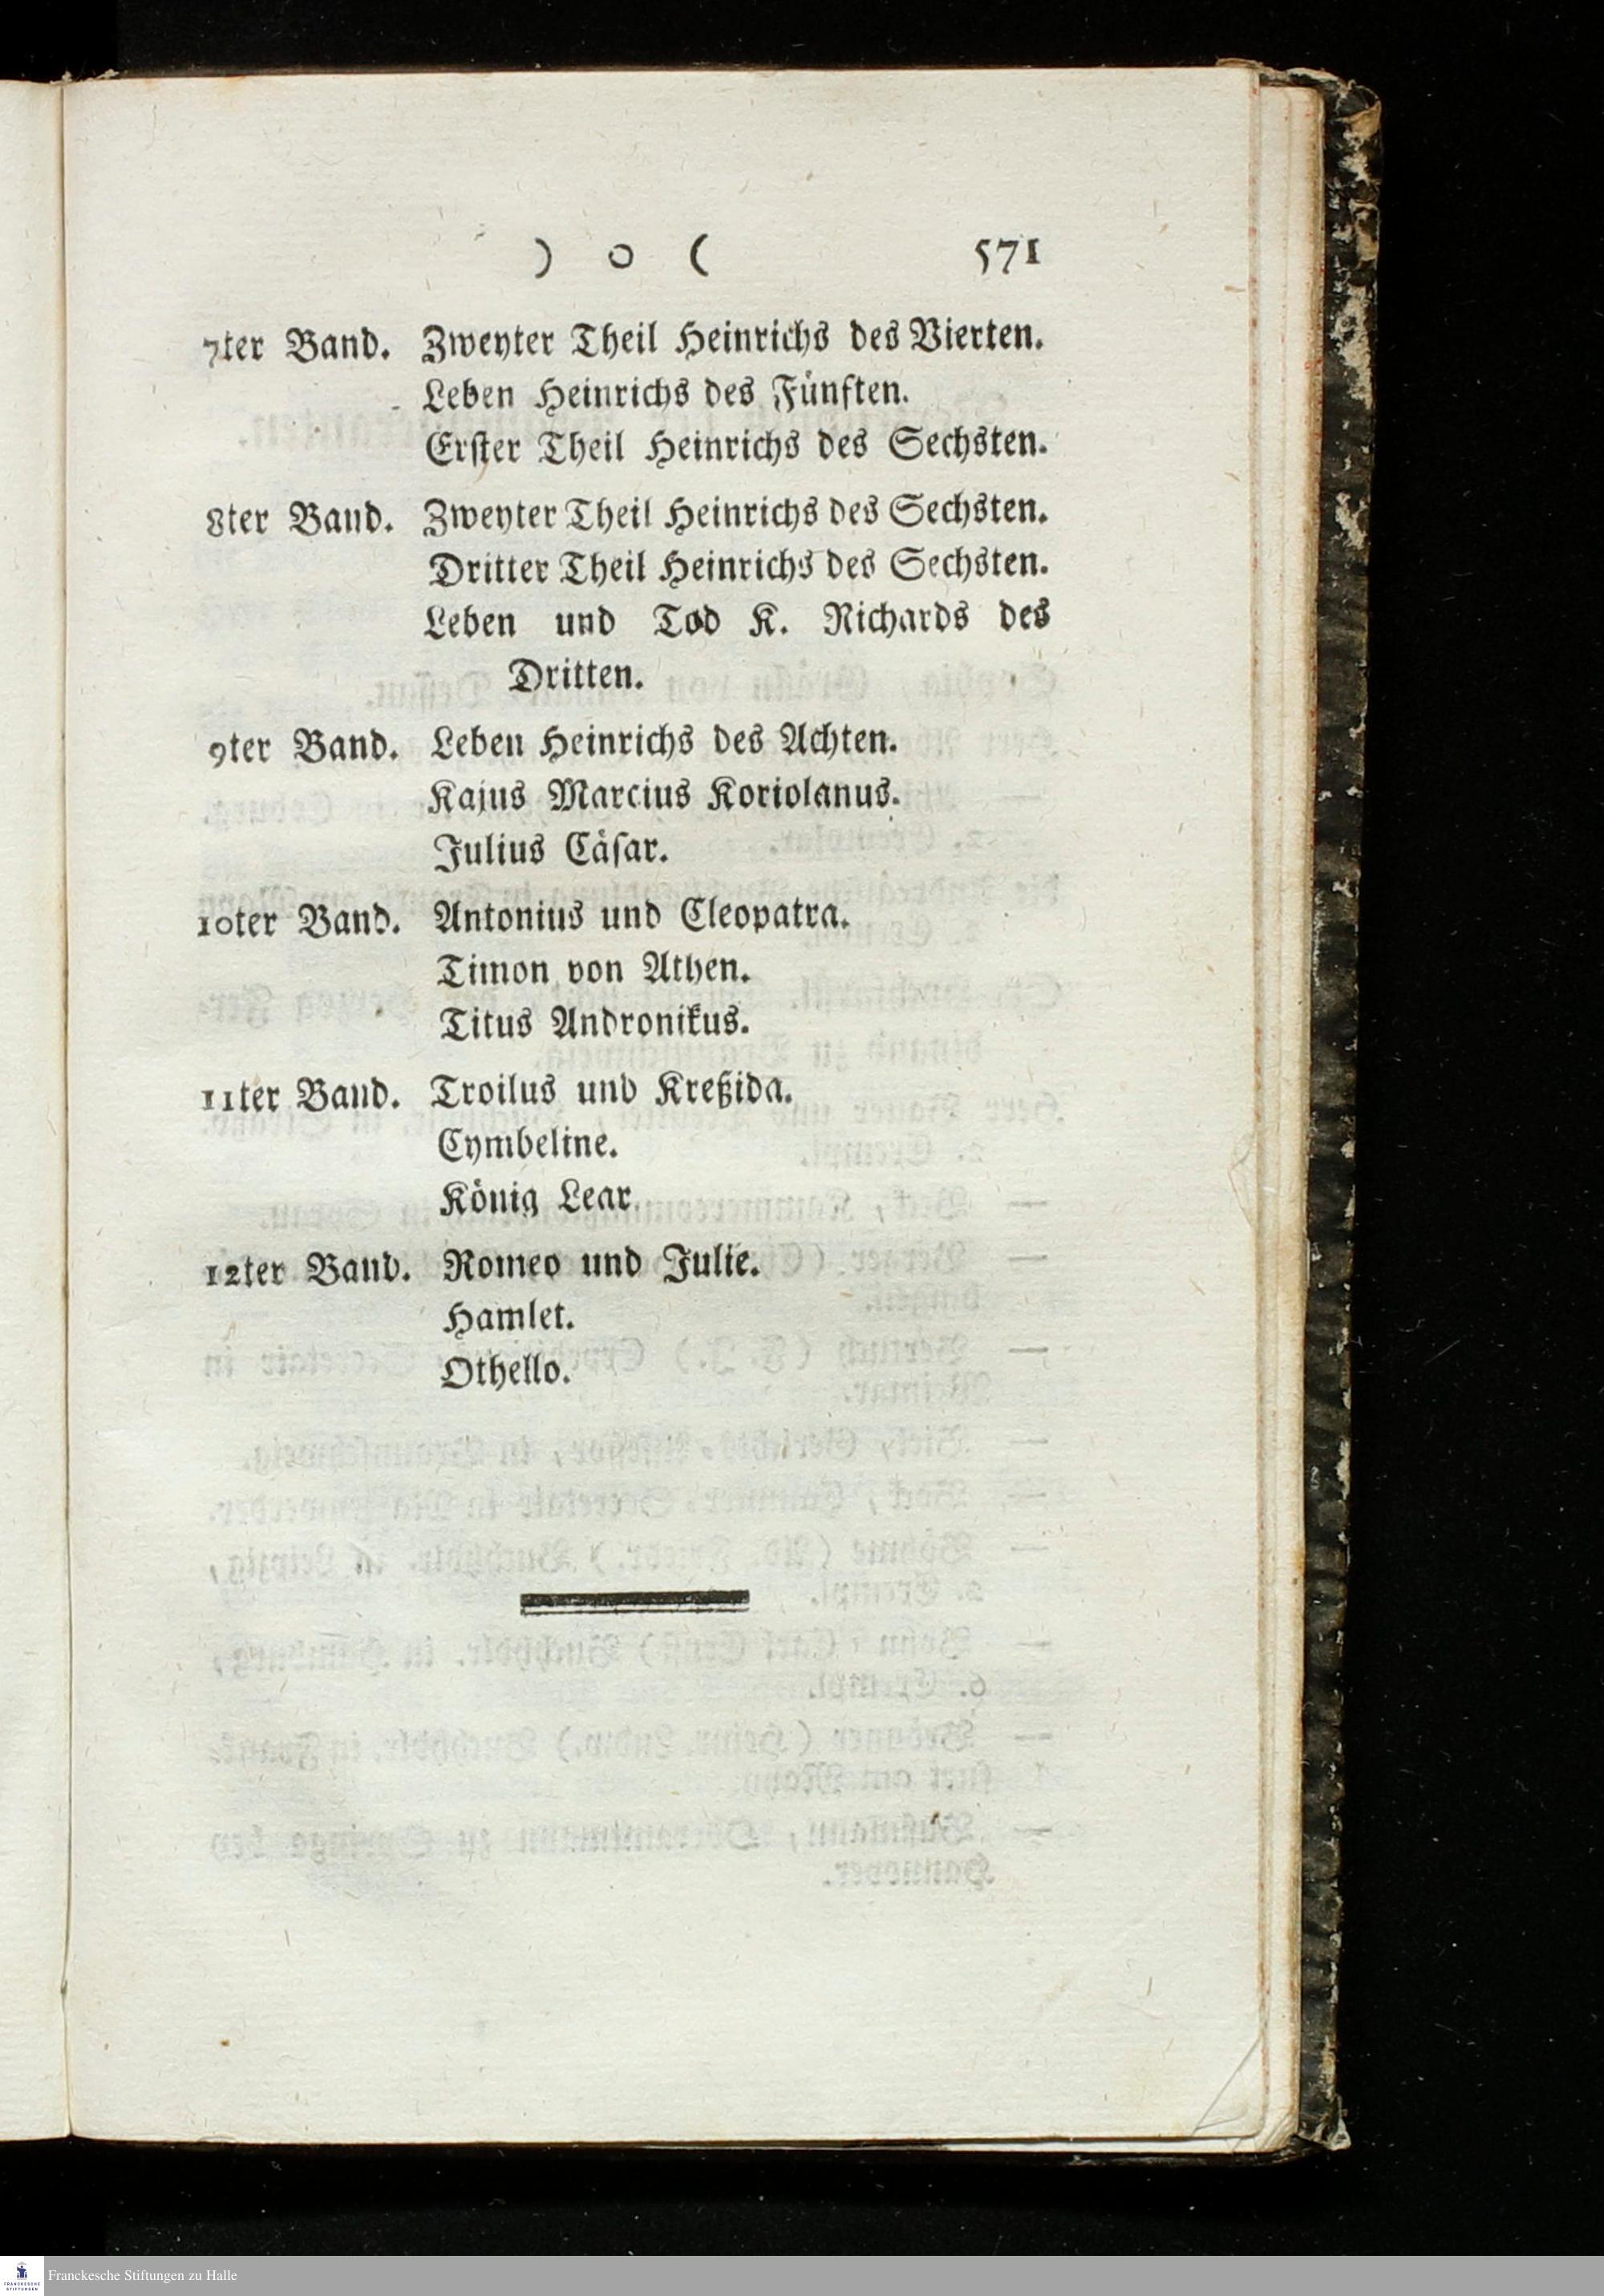 ) o ( 571
7ter Band. Zweyter Theil Heinrichs des Vierten.
Leben Heinrichs des Fünften.
Erster Theil Heinrichs des Sechsten.
8ter Band. Zweyter Theil Heinrichs des Sechsten.
Dritter Theil Heinrichs des Sechsten.
Leben und Tod K. Richards des
Dritten.
9ter Band. Leben Heinrichs des Achten.
Kajus Marcius Koriolanus.
Julius Cäsar.
10ter Band. Antonius und Cleopatra.
Timon von Athen.
Titus Andronikus.
11ter Band. Troilus und Kreßida.
Cymbeline.
König Lear.
12ter Band. Romeo und Julie.
Hamlet.
Othello.
FRANCKESCHE
STIFTUNGEN
Franckesche Stiftungen zu Halle